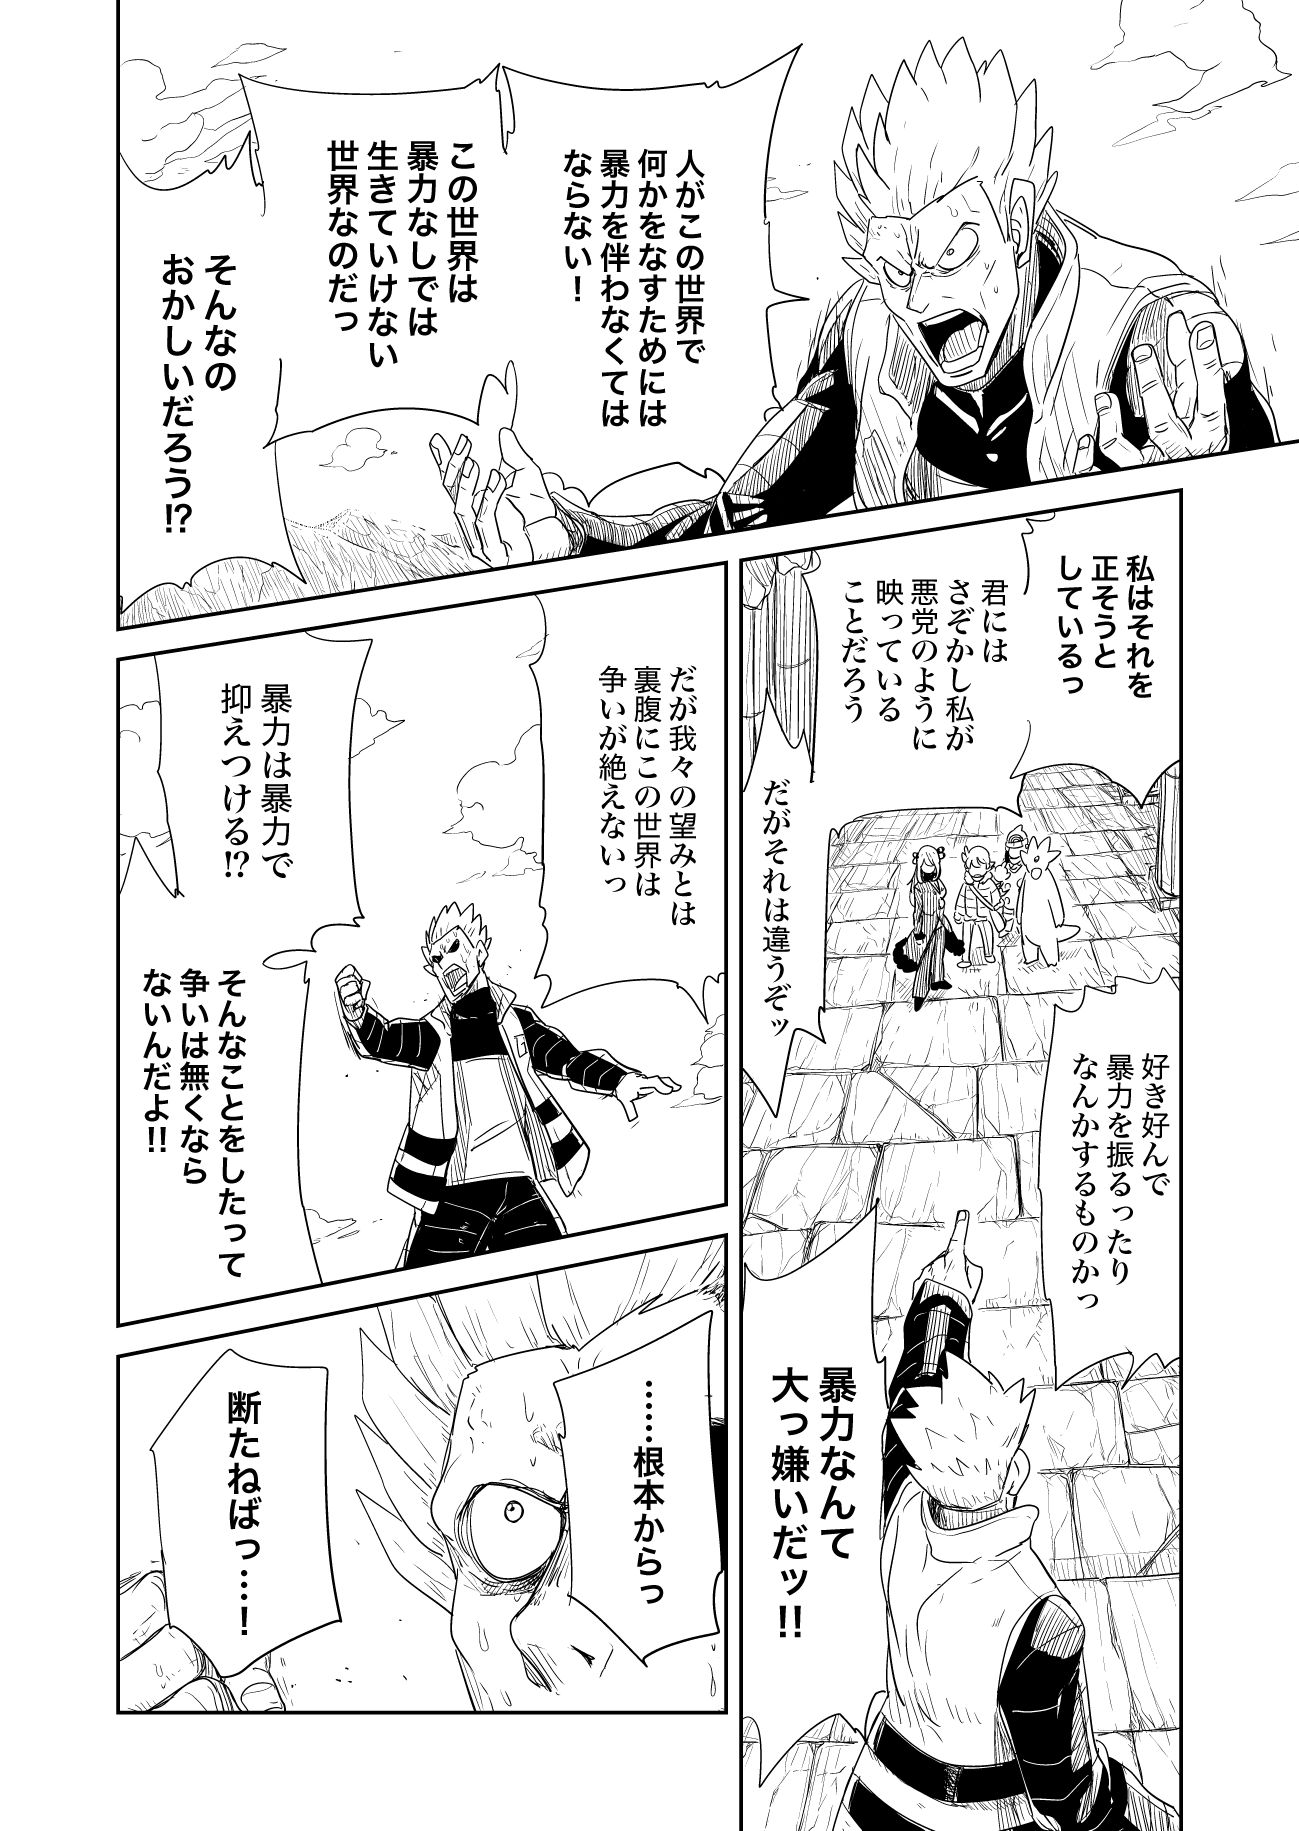 人がこの世界で
何かをなすためには
暴力を伴わなくては
ならない！
この世界は
暴力なしでは
生きていけない
世界なのだっ
そんなの
おかしいだろう!?
私はそれを
正そうと
しているっ
君には
さぞかし私が
悪党のように
映っている
ことだろう
だがそれは違うぞッ
好き好んで
暴力を振るったり
なんかするものかっ
暴力なんて
大っ嫌いだッ!!
だが我々の望みとは
裏腹にこの世界は
争いが絶えないっ
暴力は暴力で
抑えつける!?
そんなことをしたって
争いは無くなら
ないんだよ!!
……根本からっ
断たねばっ…！